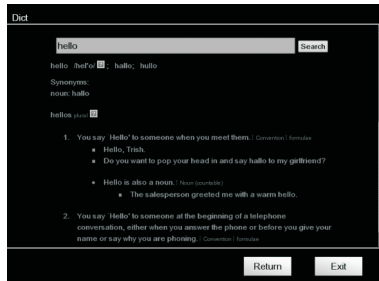 Dict
hello
Search
hello /hel'o/ ; hallo; hullo
Synonyms:
noun: hallo
hellos plural
1. You say 'Hello' to someone when you meet them. | Convention | formulae
Hello, Trish.
Do you want to pop your head in and say hallo to my girlfriend?
Hello is also a noun. | Noun (countable)
The salesperson greeted me with a warm hello.
2. You say 'Hello' to someone at the beginning of a telephone
conversation, either when you answer the phone or before you give your
name or say why you are phoning. | Convention | formulae
Return
Exit